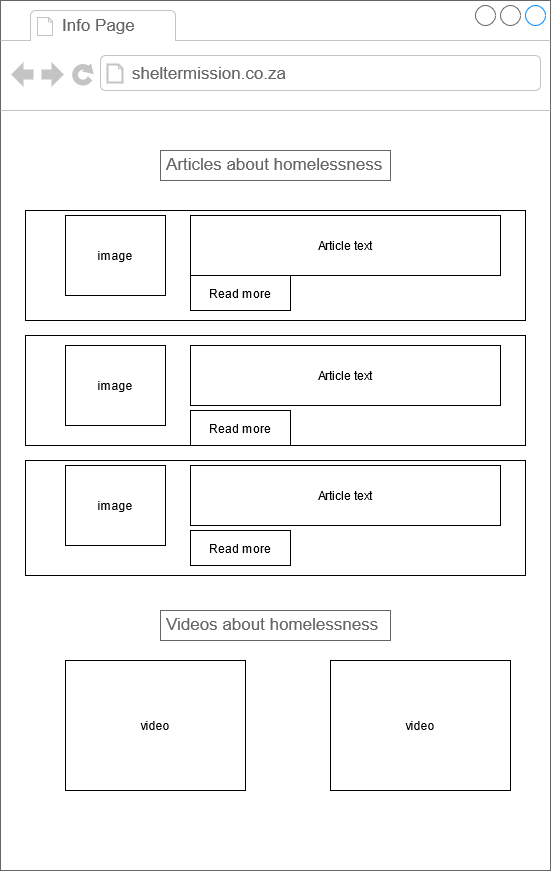 Info Page
sheltermission.co.za
Articles about homelessness
image
Article text
Read more
image
Article text
Read more
image
Article text
Read more
Videos about homelessness
video
video